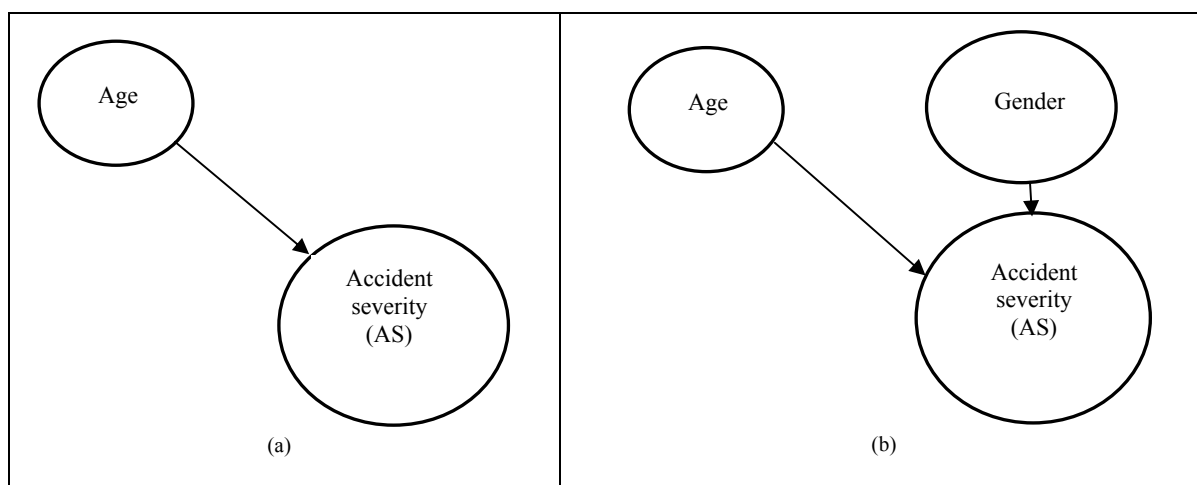 Age
Accident
severity
(AS)
(a)
Age
Gender
Accident
severity
(AS)
(b)